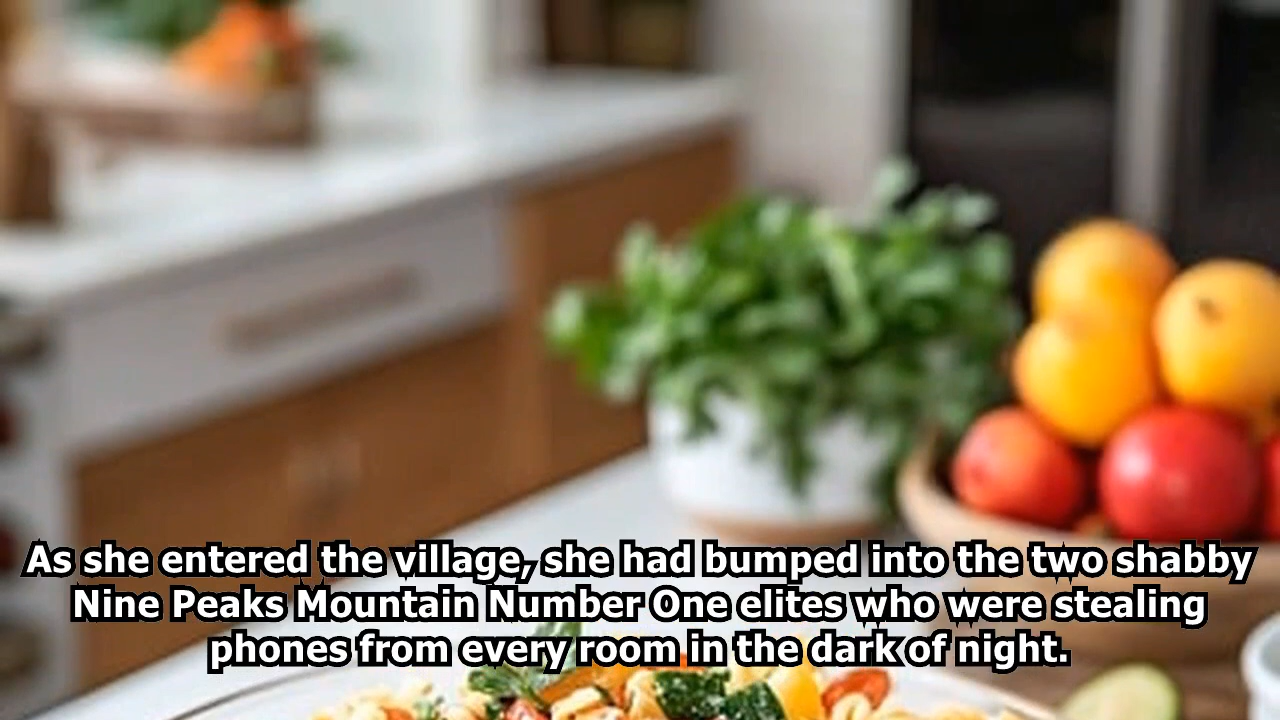 As she entered the village, she had bumped into the two shabby
Nine Peaks Mountain Number One elites who were stealing
phones from every room in the dark of night.